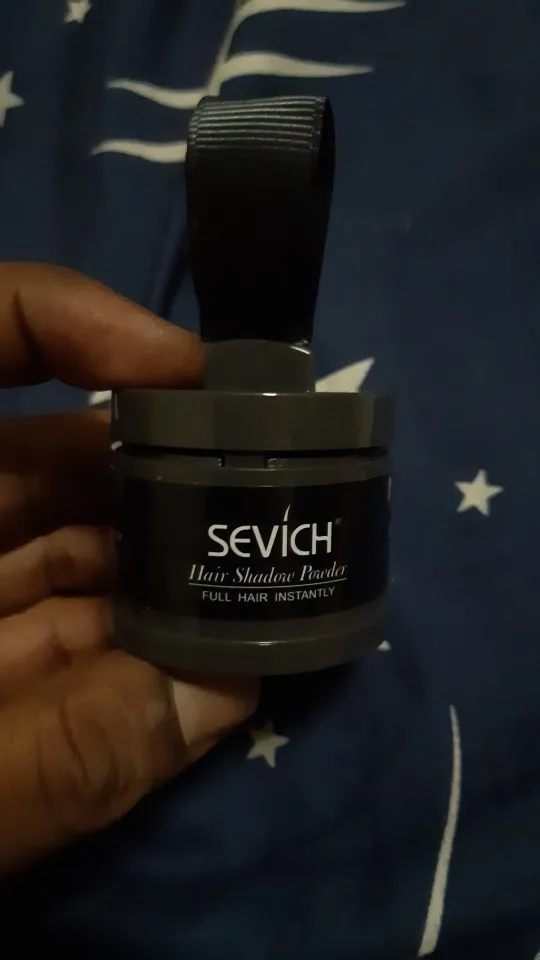 SEVICH®
Hair Shadow Powder
FULL HAIR INSTANTLY